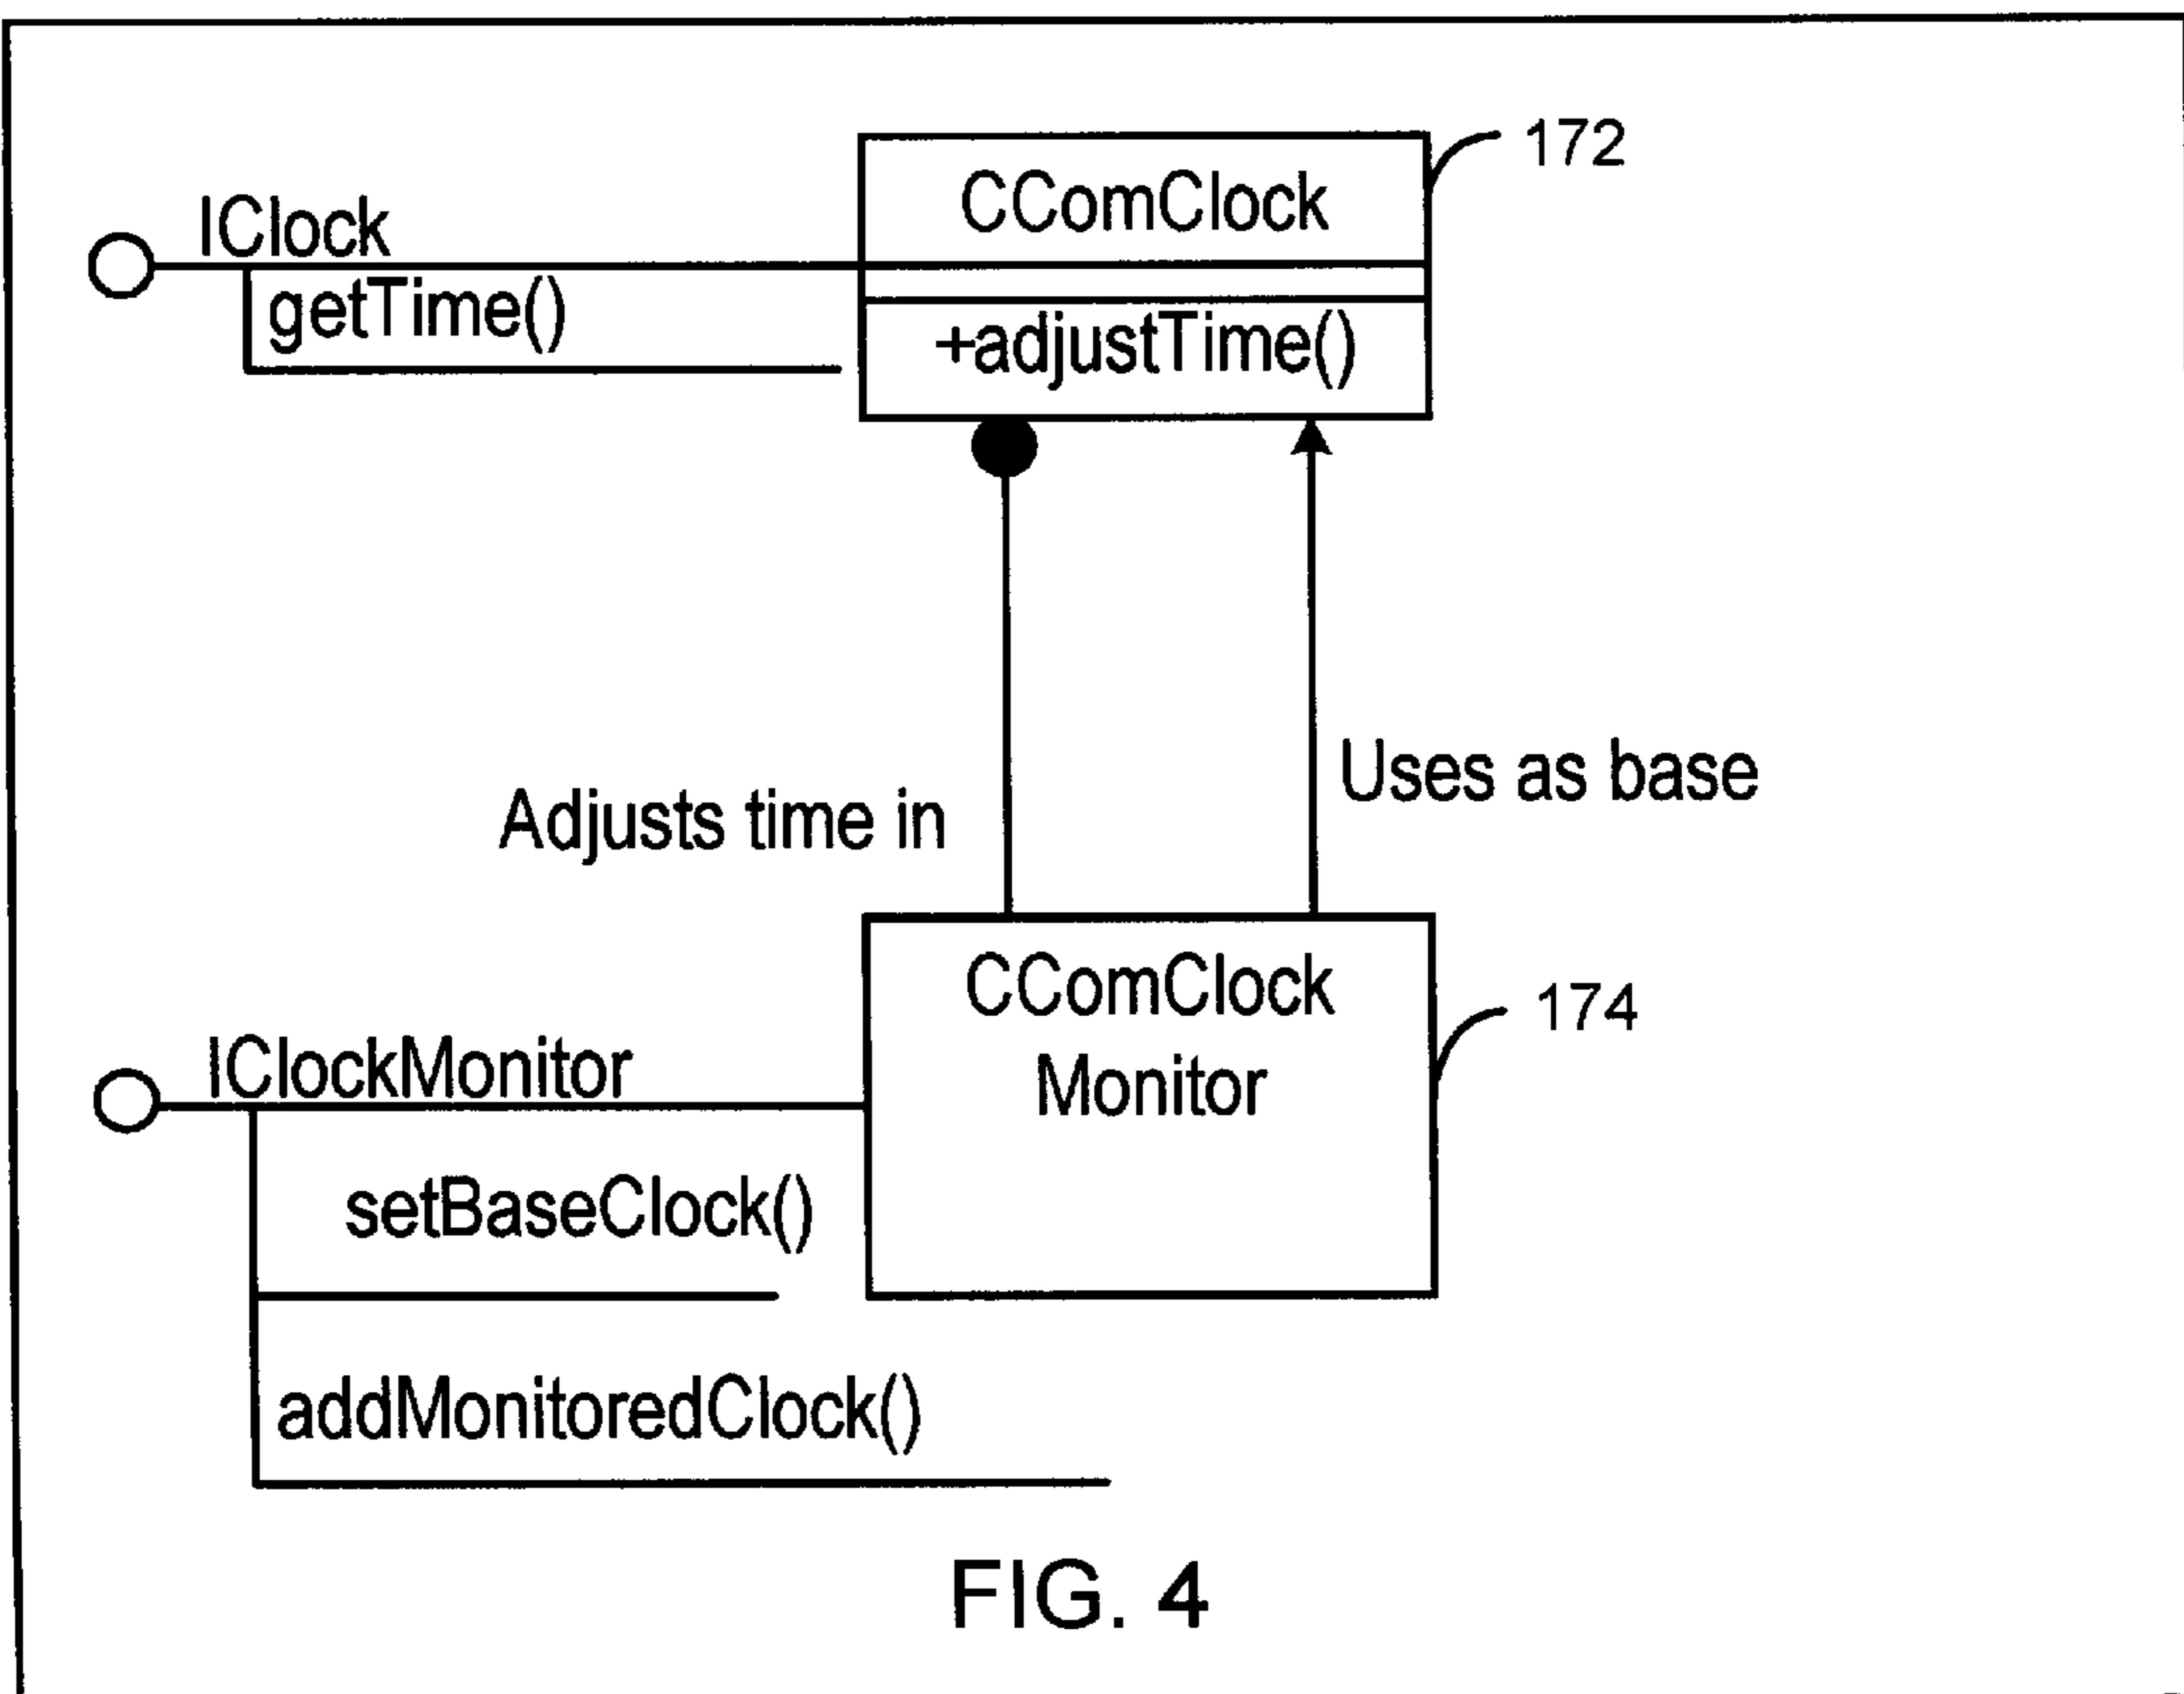 172
CComClock
IClock
getTime()
+adjustTime()
Uses as base
Adjusts time in
CComClock
Monitor
174
IClockMonitor
setBaseClock()
addMonitoredClock()
FIG. 4